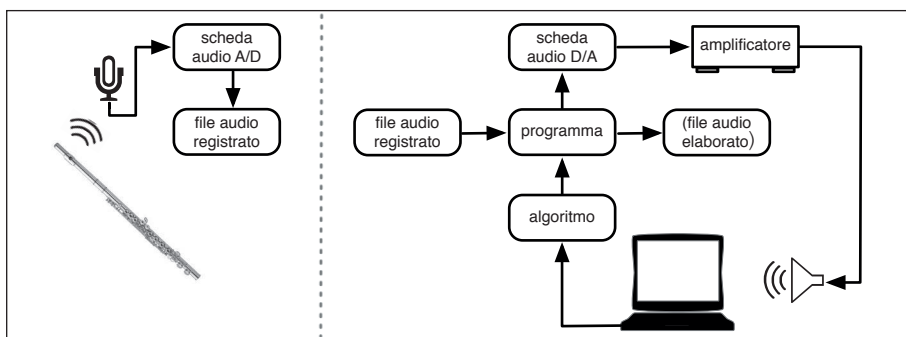 scheda
audio A/D
file audio
registrato
scheda
audio D/A
amplificatore
file audio
registrato
programma
(file audio
elaborato)
algoritmo